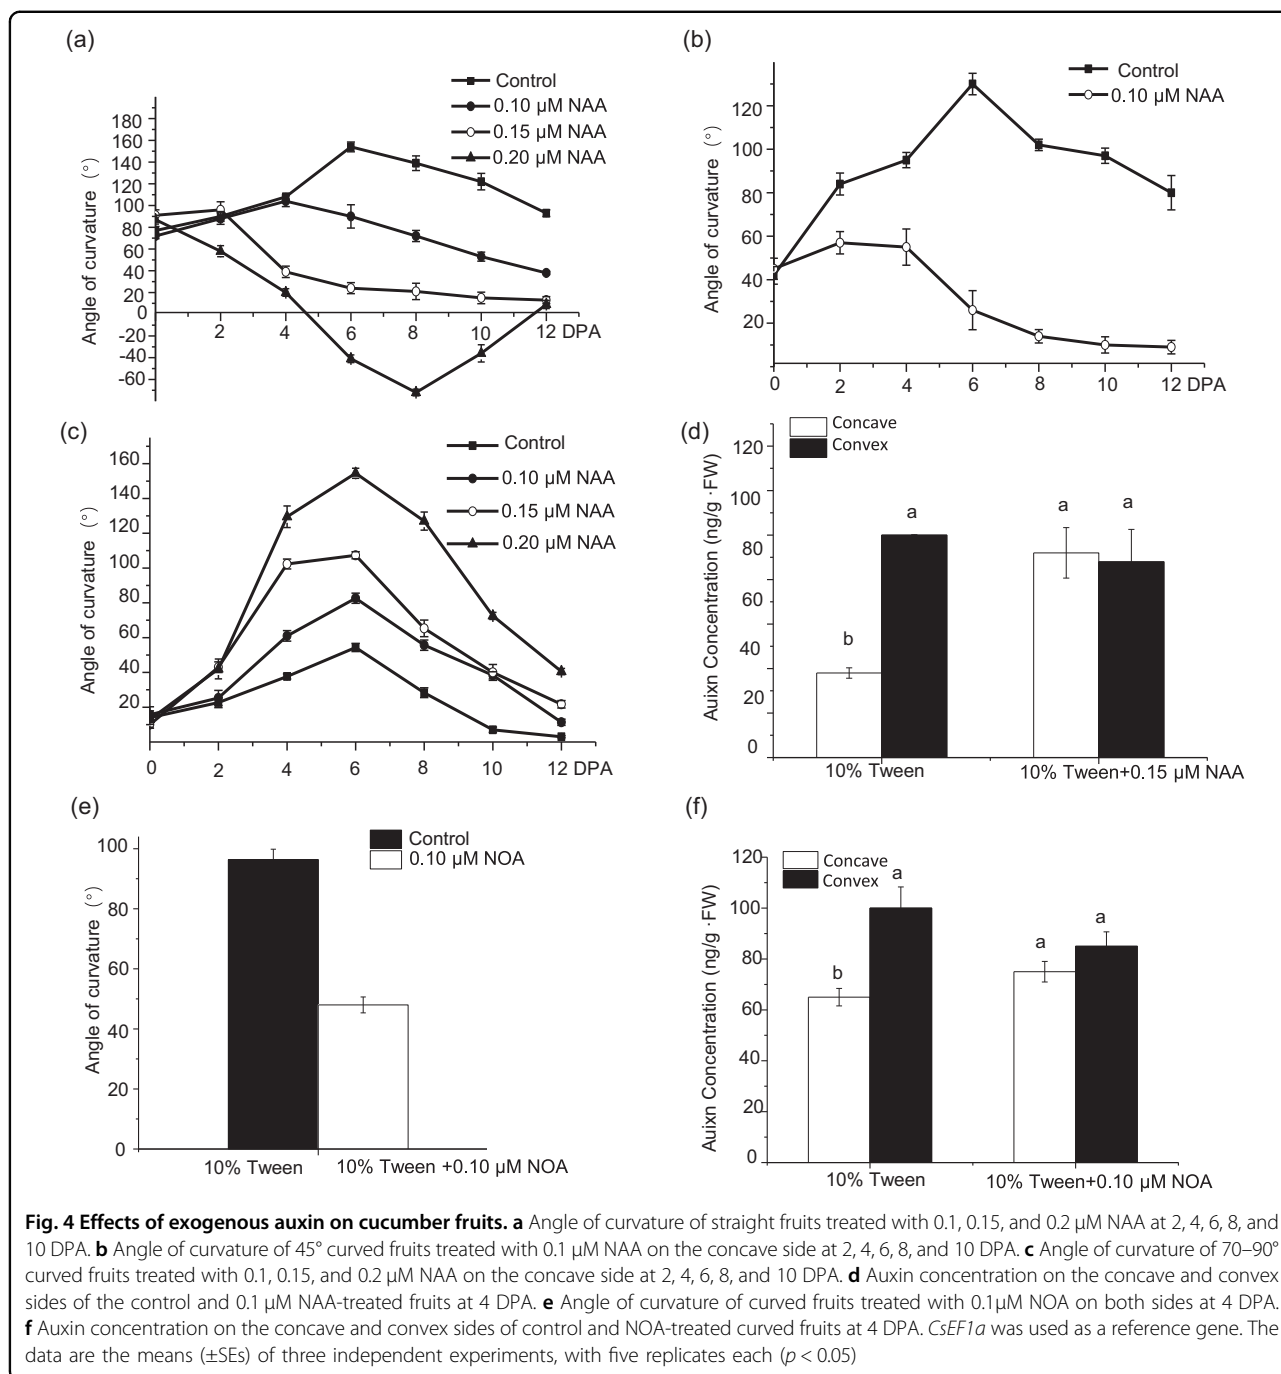 (a)
Control
0.10 µM NAA
0.15 µM NAA
0.20 µM NAA
Angle of curvature (°)
180
160
140
120
100
80
60
40
20
0
-20
-40
-60
2
4
6
8
10
12 DPA
(b)
Control
0.10 µM NAA
Angle of curvature (°)
120
100
80
60
40
20
0
2
4
6
8
10
12 DPA
(c)
Control
0.10 µM NAA
0.15 µM NAA
0.20 µM NAA
Angle of curvature (°)
160
140
120
100
80
60
40
20
0
2
4
6
8
10
12 DPA
(d)
Concave
Convex
Auixn Concentration (ng/g ·FW)
120
100
80
60
40
20
0
b
a
a
a
10% Tween
10% Tween+0.15 µM NAA
(e)
Control
0.10 µM NOA
Angle of curvature (°)
100
80
60
40
20
0
10% Tween
10% Tween +0.10 µM NOA
(f)
Concave
Convex
Auixn Concentration (ng/g ·FW)
120
100
80
60
40
20
0
b
a
a
a
10% Tween
10% Tween+0.10 µM NOA
Fig. 4 Effects of exogenous auxin on cucumber fruits. a Angle of curvature of straight fruits treated with 0.1, 0.15, and 0.2 µM NAA at 2, 4, 6, 8, and
10 DPA. b Angle of curvature of 45° curved fruits treated with 0.1 µM NAA on the concave side at 2, 4, 6, 8, and 10 DPA. c Angle of curvature of 70–90°
curved fruits treated with 0.1, 0.15, and 0.2 µM NAA on the concave side at 2, 4, 6, 8, and 10 DPA. d Auxin concentration on the concave and convex
sides of the control and 0.1 µM NAA-treated fruits at 4 DPA. e Angle of curvature of curved fruits treated with 0.1µM NOA on both sides at 4 DPA.
f Auxin concentration on the concave and convex sides of control and NOA-treated curved fruits at 4 DPA. CsEF1a was used as a reference gene. The
data are the means (±SEs) of three independent experiments, with five replicates each (p < 0.05)